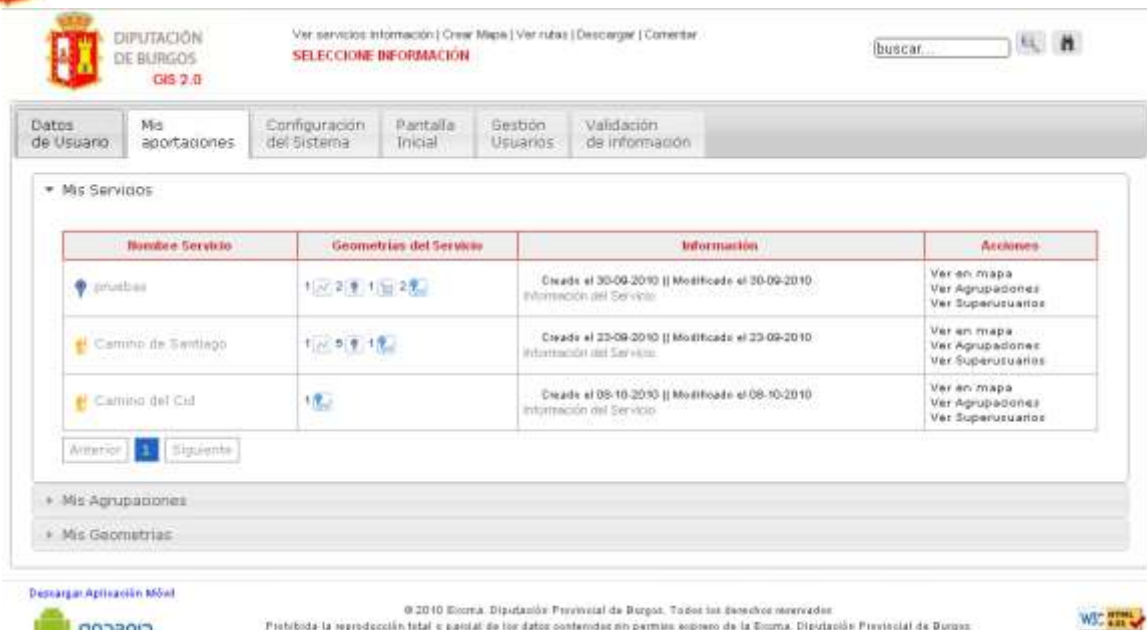 DIPUTACIÓN
DE BURGOS
GIS 2.0
Ver servicios información | Crear Mapa | Ver rutas | Descargar | Comentar
SELECCIONE INFORMACIÓN
buscar...
Datos de Usuario
Mis aportaciones
Configuración del Sistema
Pantalla Inicial
Gestión Usuarios
Validación de información
Mis Servicios
Nombre Servicio Geometrías del Servicio Información Acciones
pruebas
1 2 1 2
Creado el 30-09-2010 || Modificado el 30-09-2010
Información del Servicio
Ver en mapa
Ver Agrupaciones
Ver Superusuarios
Camino de Santiago
1 5 1
Creado el 23-09-2010 || Modificado el 23-09-2010
Información del Servicio
Ver en mapa
Ver Agrupaciones
Ver Superusuarios
Camino del Cid
1
Creado el 08-10-2010 || Modificado el 08-10-2010
Información del Servicio
Ver en mapa
Ver Agrupaciones
Ver Superusuarios
Anterior 1 Siguiente
Mis Agrupaciones
Mis Geometrías
Descargar Aplicación Móvil
© 2010 Excma. Diputación Provincial de Burgos. Todos los derechos reservados
Prohibida la reproducción total o parcial de los datos contenidos sin permiso expreso de la Excma. Diputación Provincial de Burgos
W3C HTML 4.01